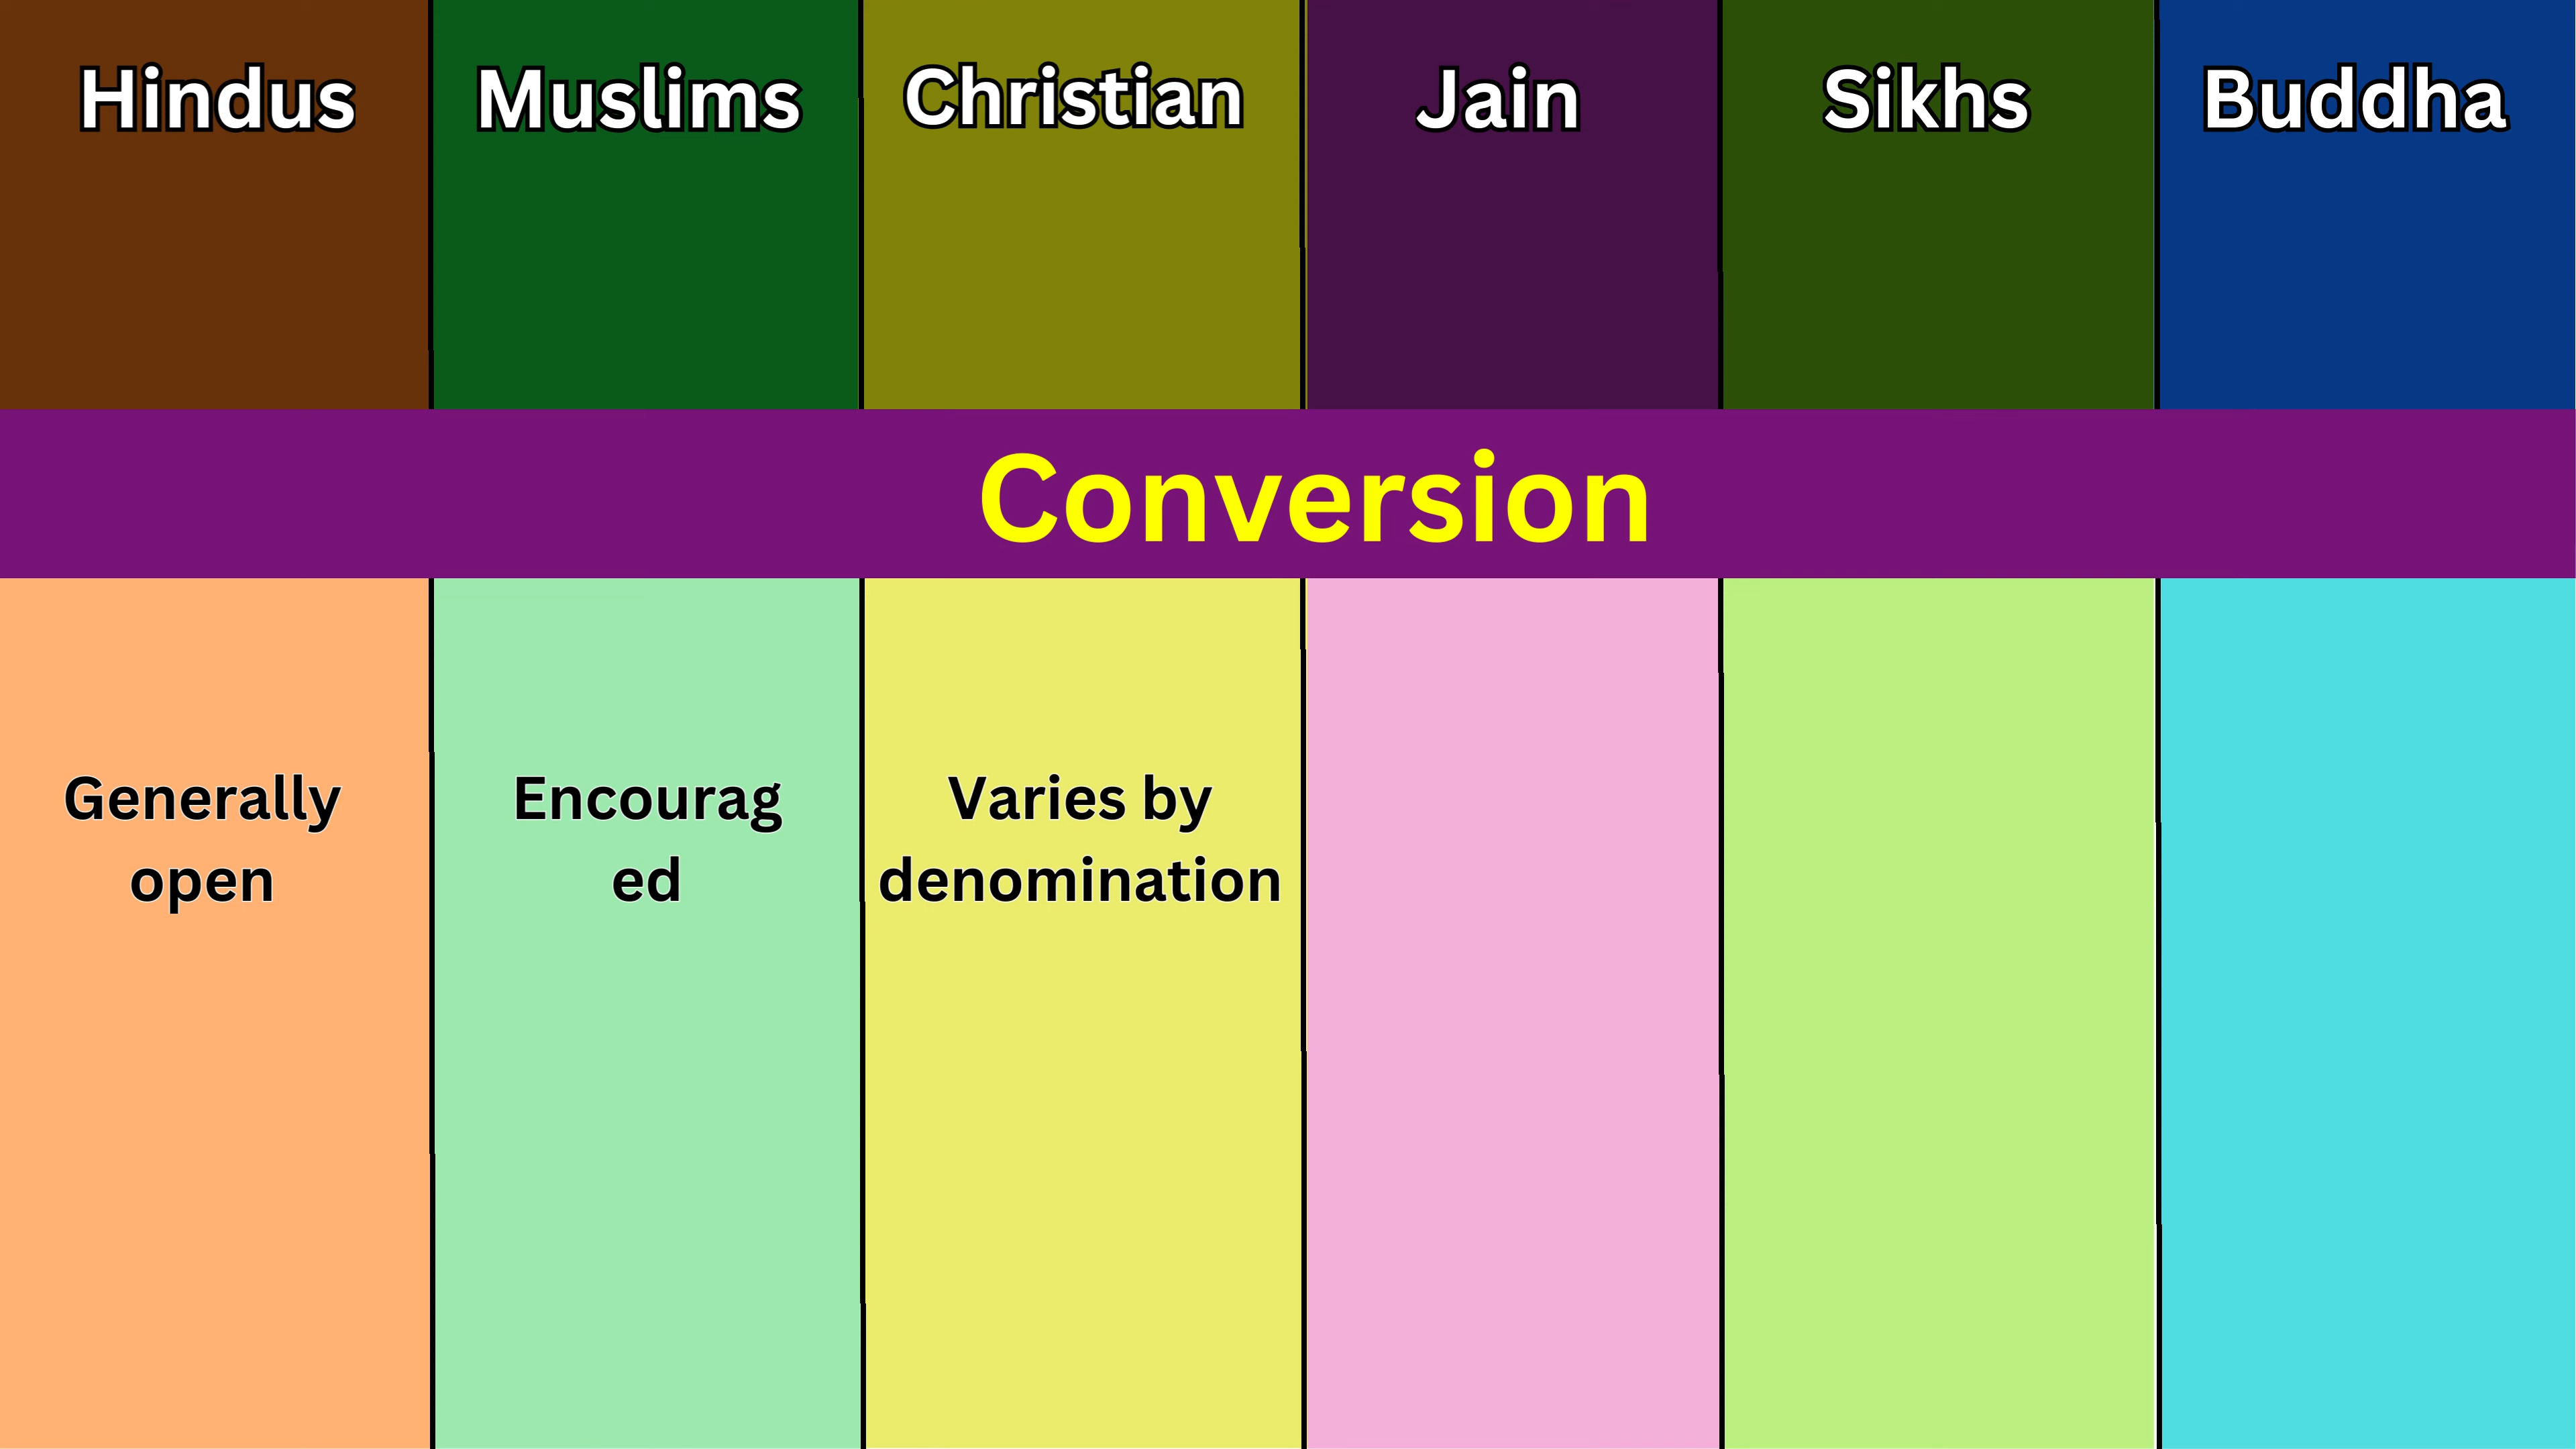 Hindus Muslims Christian Jain Sikhs Buddha
Conversion
Generally
open
Encourag
ed
Varies by
denomination